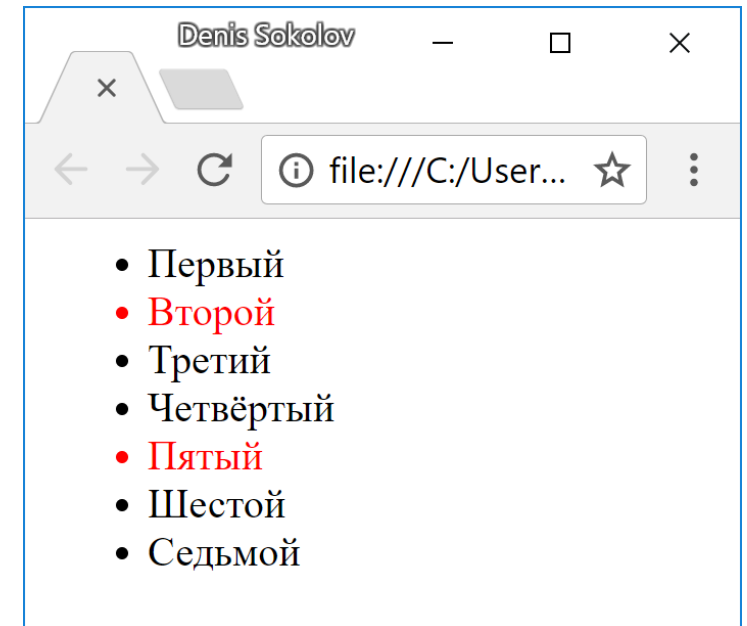 Denis Sokolov
file:///C:/User...
Первый
Второй
Третий
Четвёртый
Пятый
Шестой
Седьмой